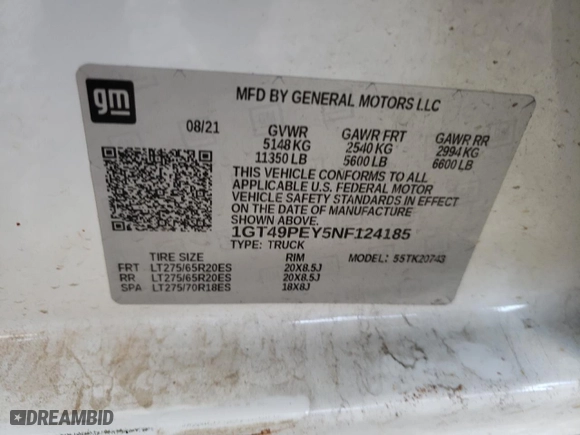 gm
MFD BY GENERAL MOTORS LLC
08/21 GVWR GAWR FRT GAWR RR
5148 KG 2540 KG 2994 KG
11350 LB 5600 LB 6600 LB
THIS VEHICLE CONFORMS TO ALL
APPLICABLE U.S. FEDERAL MOTOR
VEHICLE SAFETY STANDARDS IN
EFFECT ON THE DATE OF MANUFACTURE
SHOWN ABOVE.
1GT49PEY5NF124185
TYPE: TRUCK
TIRE SIZE RIM MODEL: 55TK20743
FRT LT275/65R20ES 20X8.5J
RR LT275/65R20ES 20X8.5J
SPA LT275/70R18ES 18X8J
DREAMBID